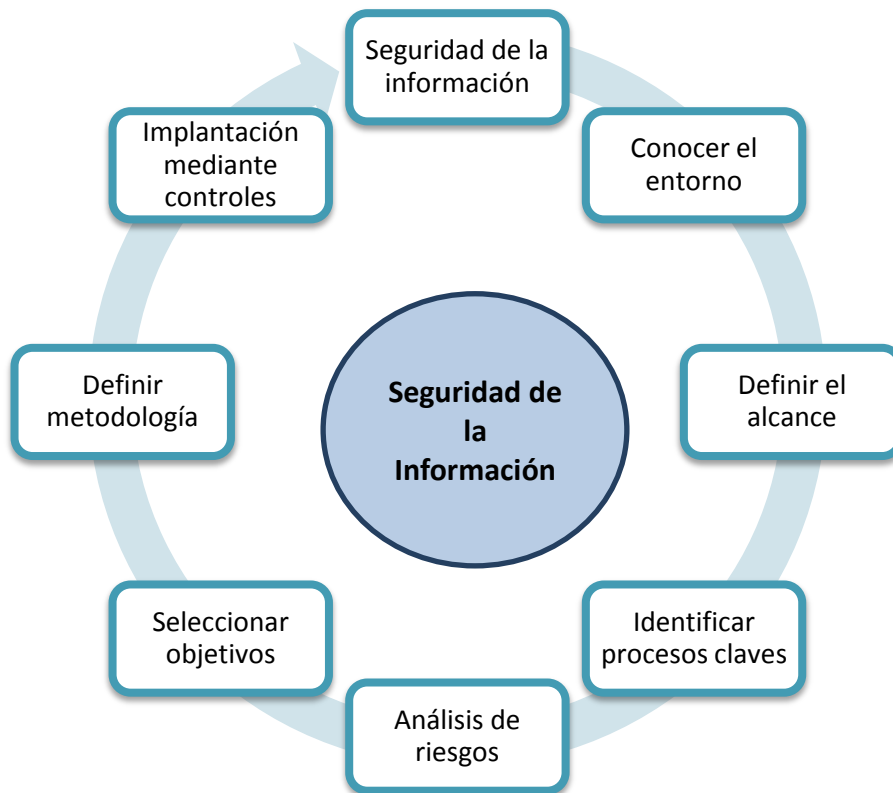 Seguridad de la
información
Conocer el
entorno
Definir el
alcance
Identificar
procesos claves
Análisis de
riesgos
Seleccionar
objetivos
Definir
metodología
Implantación
mediante
controles
Seguridad de
la
Información